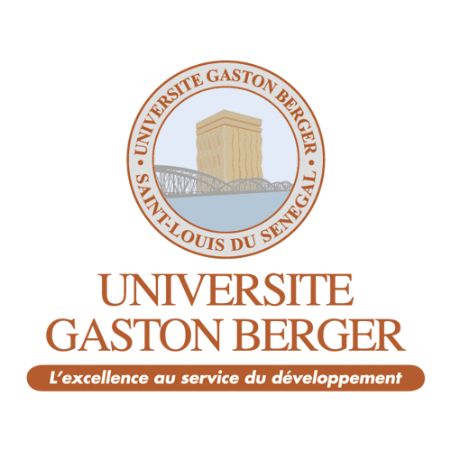 • UNIVERSITE GASTON BERGER •
SAINT-LOUIS DU SENEGAL
UNIVERSITE
GASTON BERGER
L'excellence au service du développement